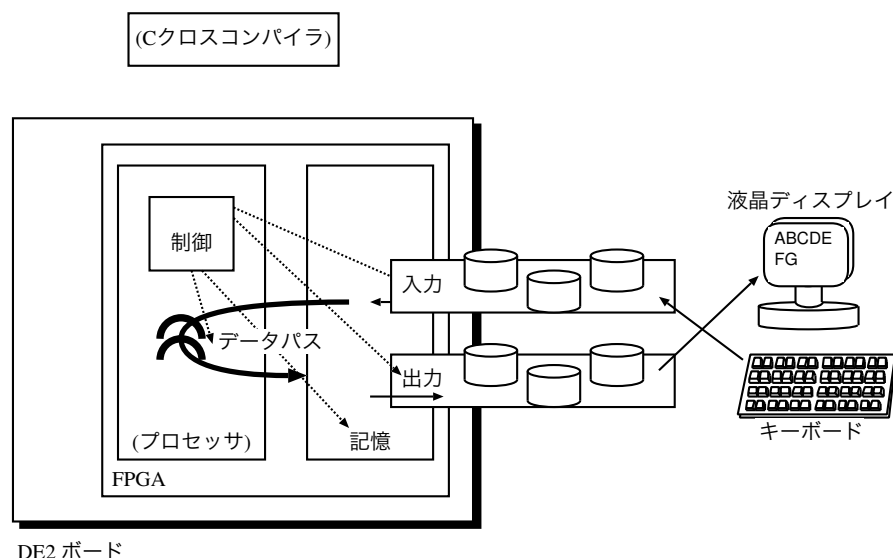 (Cクロスコンパイラ)
液晶ディスプレイ
ABCDE
FG
制御
入力
データパス
出力
(プロセッサ)
記憶
キーボード
FPGA
DE2 ボード